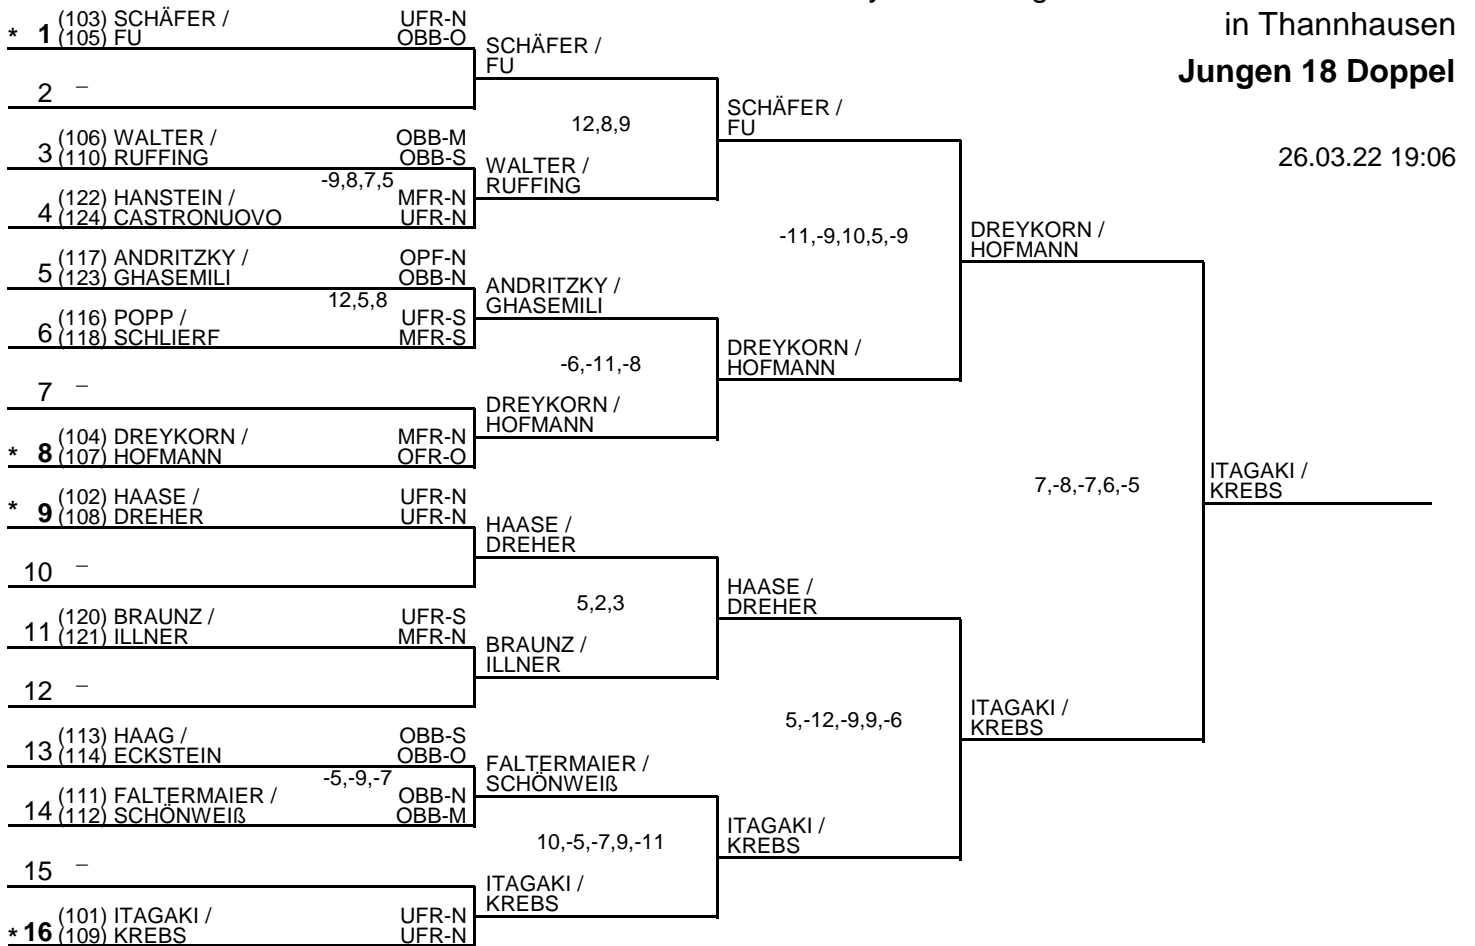 in Thannhausen
Jungen 18 Doppel
26.03.22 19:06
* 1 (103) SCHÄFER / UFR-N
(105) FU OBB-O
2 –
3 (106) WALTER / OBB-M
(110) RUFFING OBB-S
-9,8,7,5
4 (122) HANSTEIN / MFR-N
(124) CASTRONUOVO UFR-N
5 (117) ANDRITZKY / OPF-N
(123) GHASEMILI OBB-N
12,5,8
6 (116) POPP / UFR-S
(118) SCHLIERF MFR-S
7 –
* 8 (104) DREYKORN / MFR-N
(107) HOFMANN OFR-O
* 9 (102) HAASE / UFR-N
(108) DREHER UFR-N
10 –
11 (120) BRAUNZ / UFR-S
(121) ILLNER MFR-N
12 –
13 (113) HAAG / OBB-S
(114) ECKSTEIN OBB-O
-5,-9,-7
14 (111) FALTERMAIER / OBB-N
(112) SCHÖNWEIß OBB-M
15 –
* 16 (101) ITAGAKI / UFR-N
(109) KREBS UFR-N
SCHÄFER /
FU
12,8,9
WALTER /
RUFFING
ANDRITZKY /
GHASEMILI
-6,-11,-8
DREYKORN /
HOFMANN
HAASE /
DREHER
5,2,3
BRAUNZ /
ILLNER
FALTERMAIER /
SCHÖNWEIß
10,-5,-7,9,-11
ITAGAKI /
KREBS
SCHÄFER /
FU
-11,-9,10,5,-9
DREYKORN /
HOFMANN
HAASE /
DREHER
5,-12,-9,9,-6
ITAGAKI /
KREBS
DREYKORN /
HOFMANN
7,-8,-7,6,-5
ITAGAKI /
KREBS
ITAGAKI /
KREBS